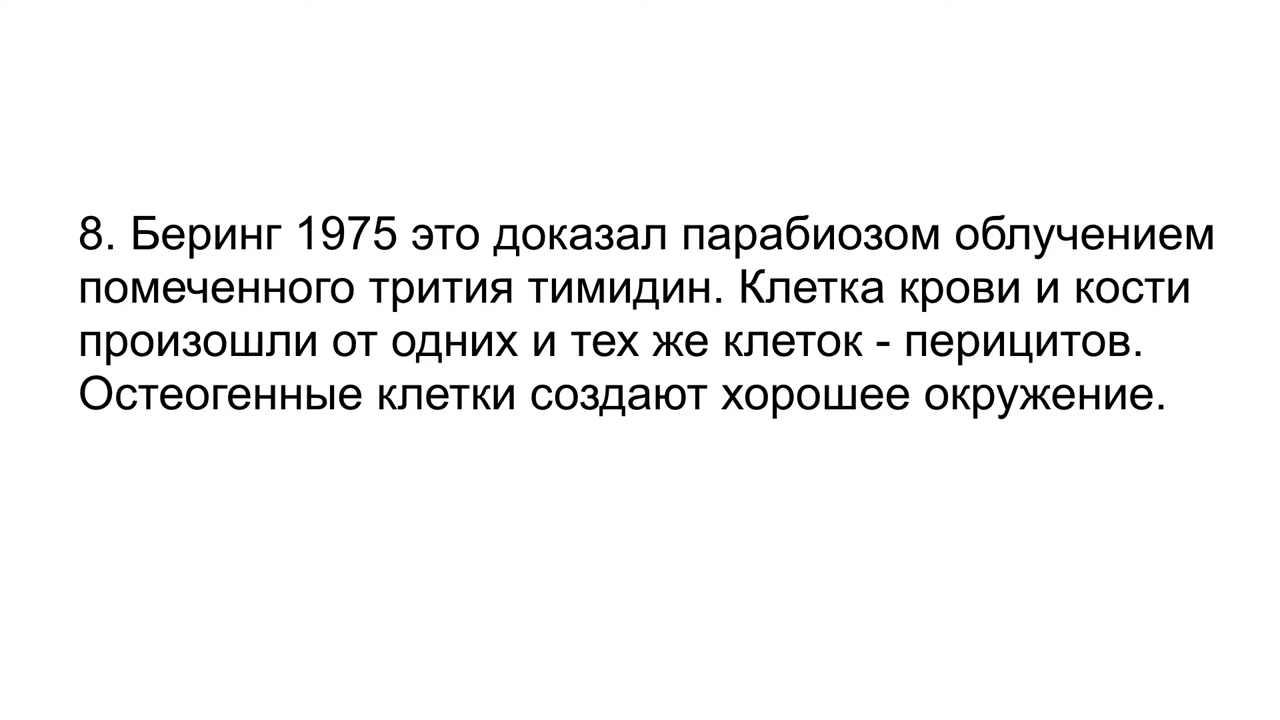 8. Беринг 1975 это доказал парабиозом облучением
помеченного трития тимидин. Клетка крови и кости
произошли от одних и тех же клеток - перицитов.
Остеогенные клетки создают хорошее окружение.